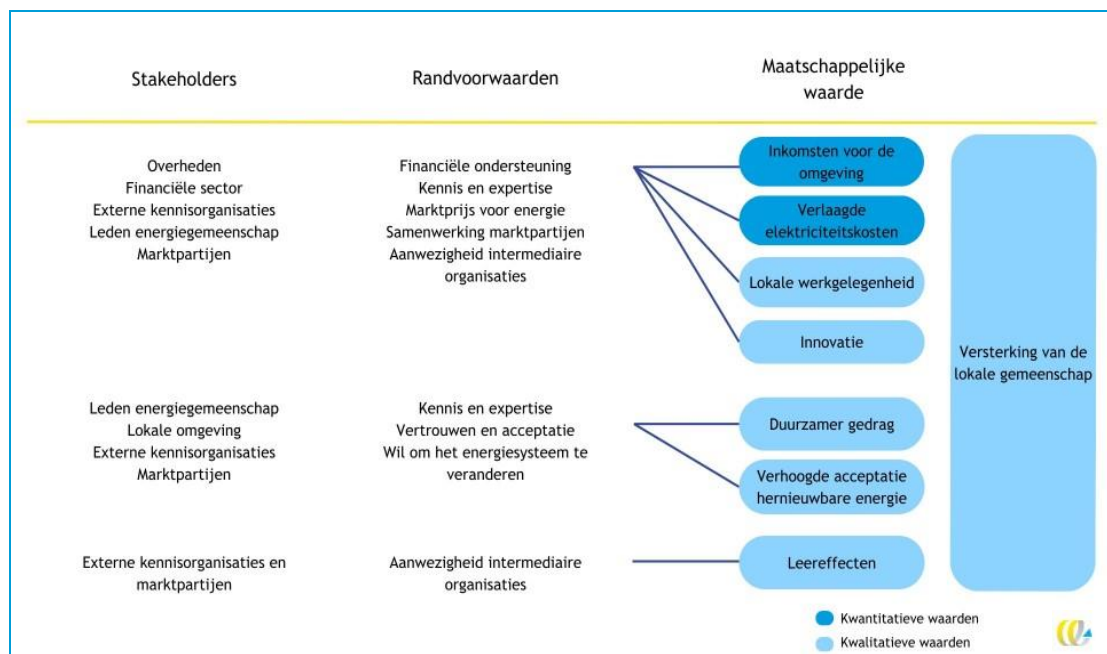 Stakeholders
Randvoorwaarden
Maatschappelijke
waarde
Overheden
Financiële sector
Externe kennisorganisaties
Leden energiegemeenschap
Marktpartijen
Financiële ondersteuning
Kennis en expertise
Marktprijs voor energie
Samenwerking marktpartijen
Aanwezigheid intermediaire
organisaties
Inkomsten voor de
omgeving
Verlaagde
elektriciteitskosten
Lokale werkgelegenheid
Innovatie
Leden energiegemeenschap
Lokale omgeving
Externe kennisorganisaties
Marktpartijen
Kennis en expertise
Vertrouwen en acceptatie
Wil om het energiesysteem te
veranderen
Duurzamer gedrag
Verhoogde acceptatie
hernieuwbare energie
Externe kennisorganisaties en
marktpartijen
Aanwezigheid intermediaire
organisaties
Leereffecten
Versterking van de
lokale gemeenschap
Kwantitatieve waarden
Kwalitatieve waarden